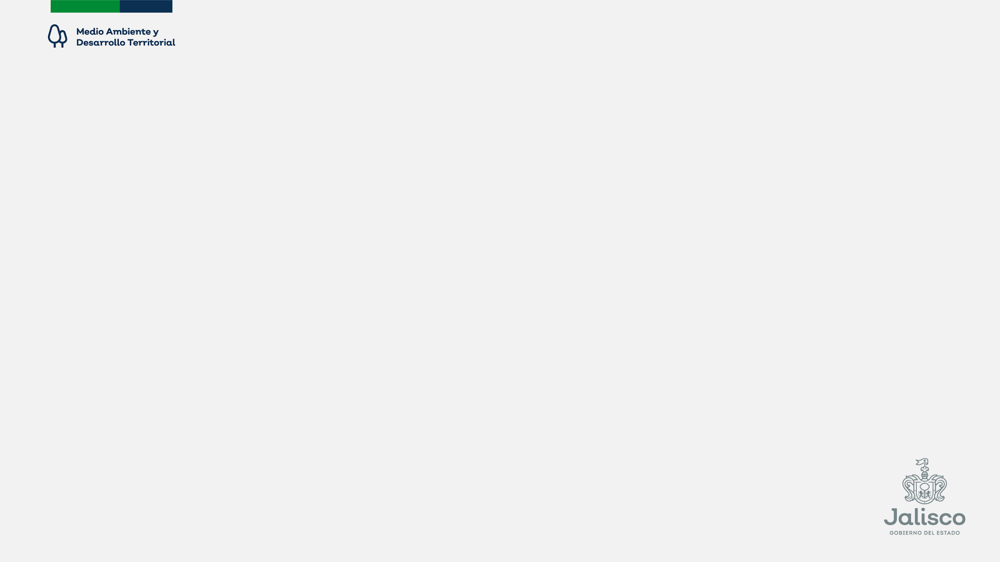 Medio Ambiente y
Desarrollo Territorial
Jalisco
GOBIERNO DEL ESTADO